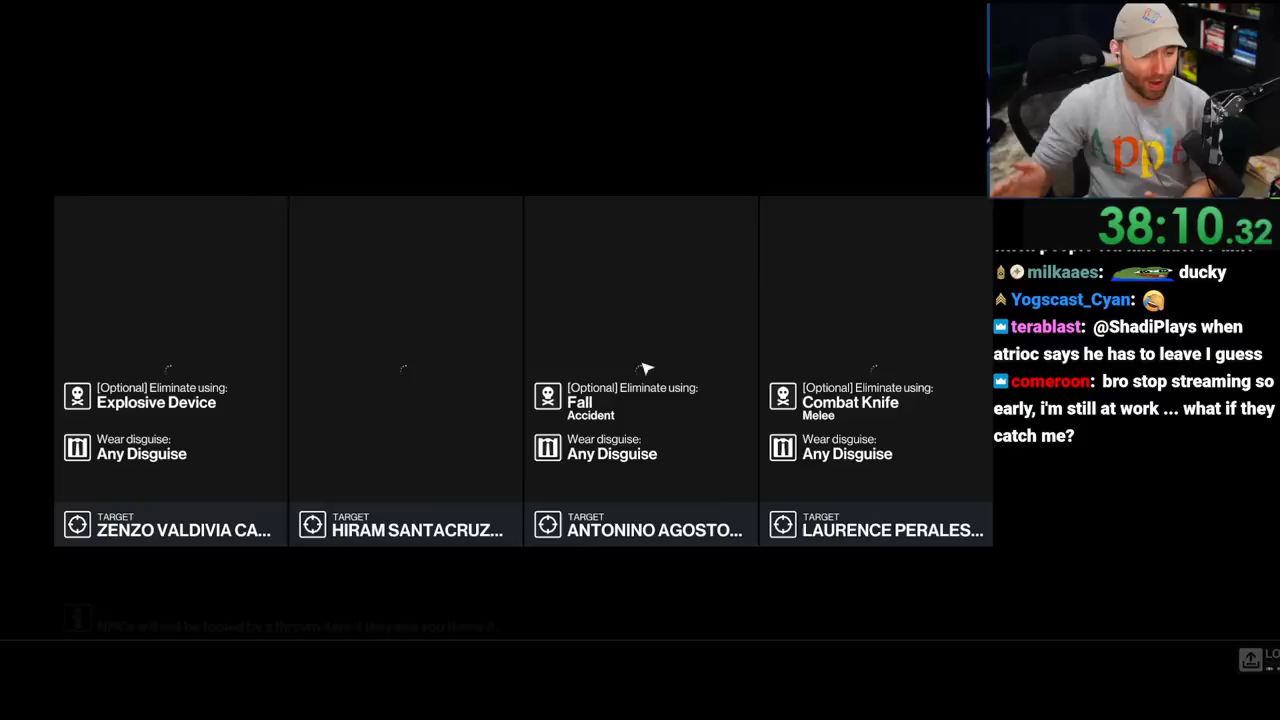 Apple
38:10.32
milkaaes: ducky
Yogscast_Cyan:
terablast: @ShadiPlays when
atrioc says he has to leave I guess
comeroon: bro stop streaming so
early, i'm still at work ... what if they
catch me?
[Optional] Eliminate using:
Explosive Device
Wear disguise:
Any Disguise
TARGET
ZENZO VALDIVIA CA...
TARGET
HIRAM SANTACRUZ...
[Optional] Eliminate using:
Fall
Accident
Wear disguise:
Any Disguise
TARGET
ANTONINO AGOSTO...
[Optional] Eliminate using:
Combat Knife
Melee
Wear disguise:
Any Disguise
TARGET
LAURENCE PERALES...
LO